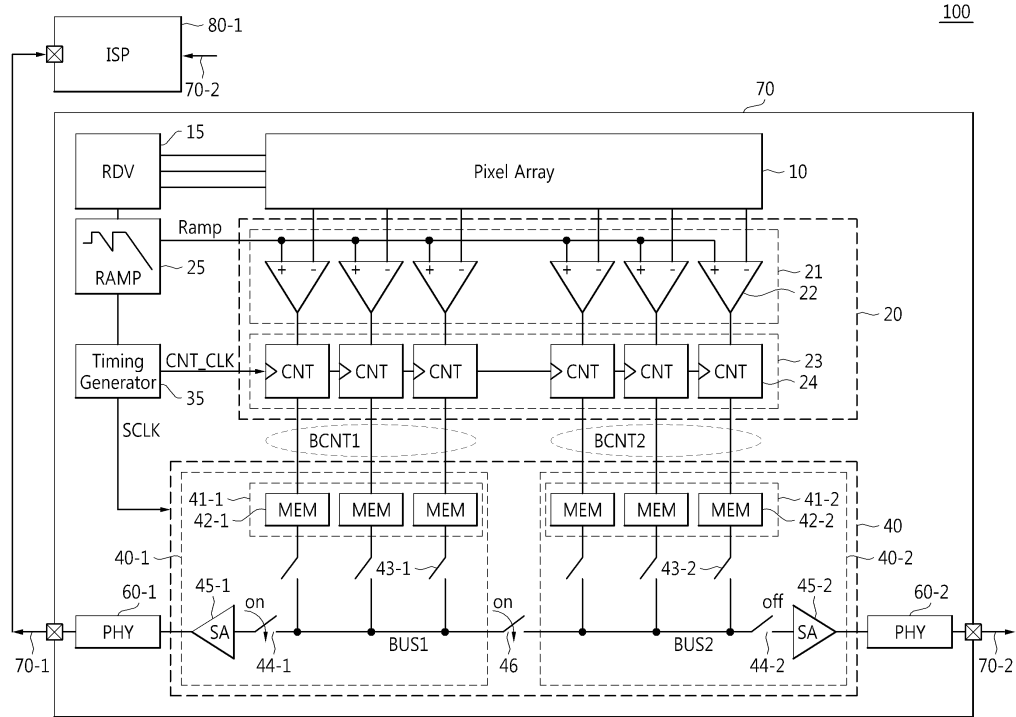 100
80-1
ISP
70-2
70
15
RDV
Pixel Array
10
Ramp
RAMP
25
+ - + - + - + - + - + -
21
22
20
Timing
Generator
35
CNT_CLK
CNT CNT CNT CNT CNT CNT
23
24
SCLK
BCNT1 BCNT2
41-1
42-1
MEM MEM MEM MEM MEM MEM
41-2
42-2
40
40-1
43-1
43-2
40-2
60-1
45-1
on
on
off
45-2
60-2
PHY
SA
SA
PHY
70-1
44-1
BUS1
46
BUS2
44-2
70-2